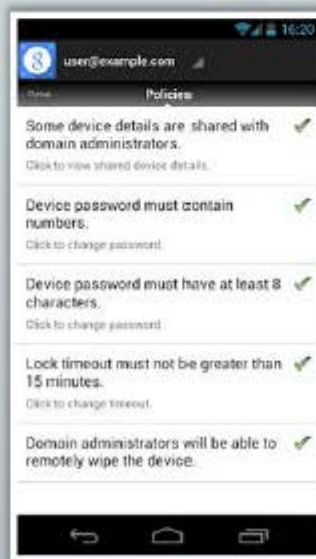 16:20
8 user@example.com
Policies
Some device details are shared with
domain administrators.
Click to view shared device details.
Device password must contain
numbers.
Click to change password.
Device password must have at least 8
characters.
Click to change password.
Lock timeout must not be greater than
15 minutes.
Click to change timeout.
Domain administrators will be able to
remotely wipe the device.